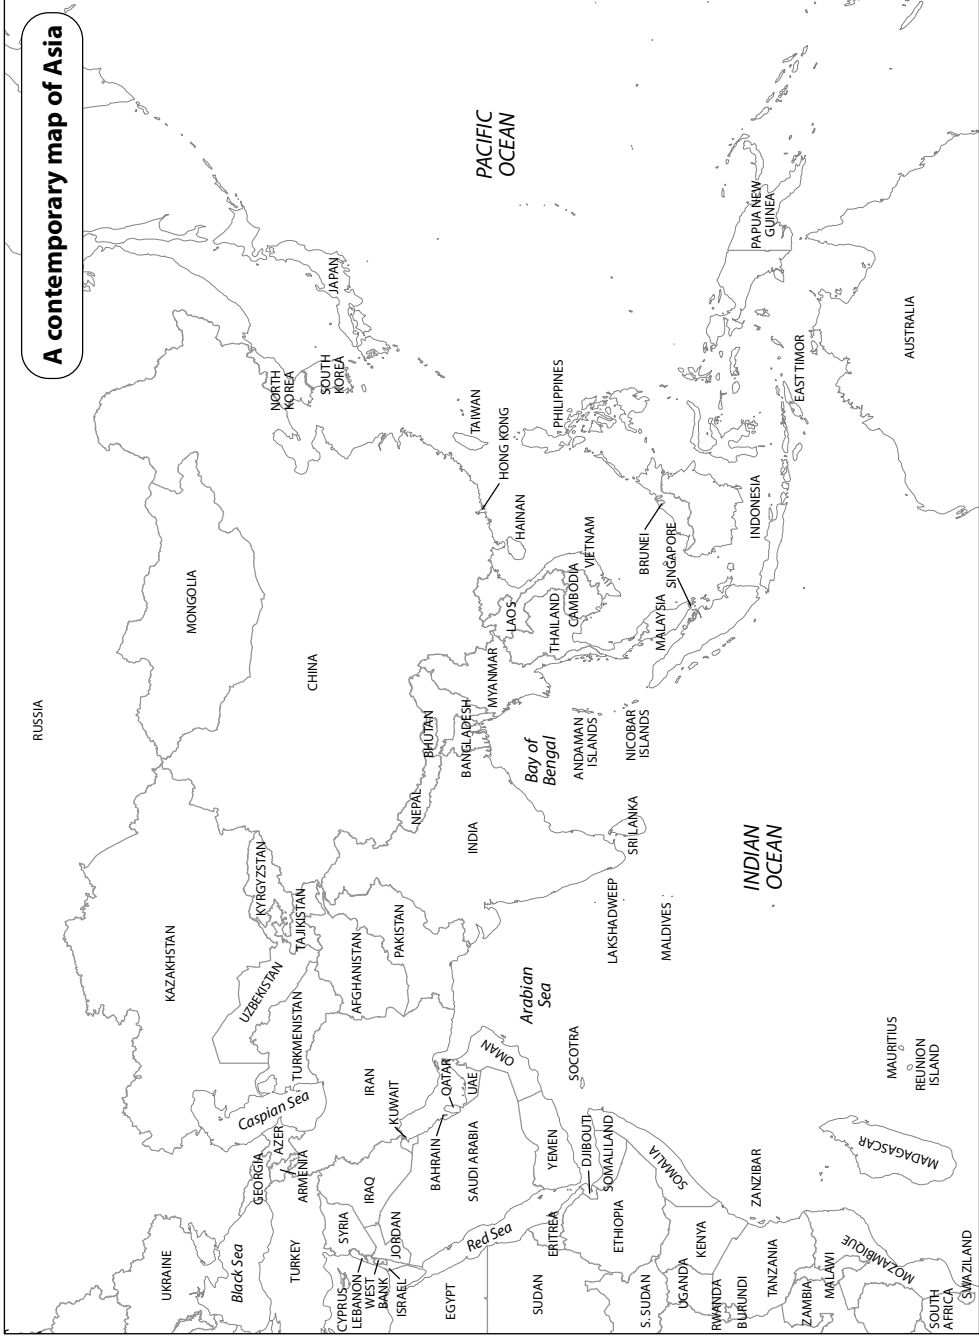 A contemporary map of Asia
RUSSIA
UKRAINE
KAZAKHSTAN
MONGOLIA
Black Sea
GEORGIA
AZER
ARMENIA
Caspian Sea
UZBEKISTAN
KYRGYZSTAN
TAJIKISTAN
TURKMENISTAN
TURKEY
CHINA
NORTH
KOREA
SOUTH
KOREA
JAPAN
CYPRUS
LEBANON
WEST
BANK
ISRAEL
SYRIA
JORDAN
IRAQ
IRAN
KUWAIT
AFGHANISTAN
PAKISTAN
NEPAL
BHUTAN
BANGLADESH
INDIA
MYANMAR
EGYPT
Red Sea
BAHRAIN
QATAR
UAE
SAUDI ARABIA
OMAN
YEMEN
LAOS
THAILAND
CAMBODIA
VIETNAM
HAINAN
HONG KONG
TAIWAN
PHILIPPINES
PACIFIC
OCEAN
SUDAN
ERITREA
DJIBOUTI
SOMALILAND
ETHIOPIA
SOMALIA
SOCOTRA
Arabian
Sea
Bay of
Bengal
ANDAMAN
ISLANDS
NICOBAR
ISLANDS
LAKSHADWEEP
SRI LANKA
MALDIVES
BRUNEI
SINGAPORE
MALAYSIA
INDONESIA
EAST TIMOR
PAPUA NEW
GUINEA
S. SUDAN
UGANDA
KENYA
RWANDA
BURUNDI
TANZANIA
ZANZIBAR
INDIAN
OCEAN
ZAMBIA
MALAWI
MOZAMBIQUE
MADAGASCAR
MAURITIUS
REUNION
ISLAND
AUSTRALIA
SOUTH
AFRICA
SWAZILAND